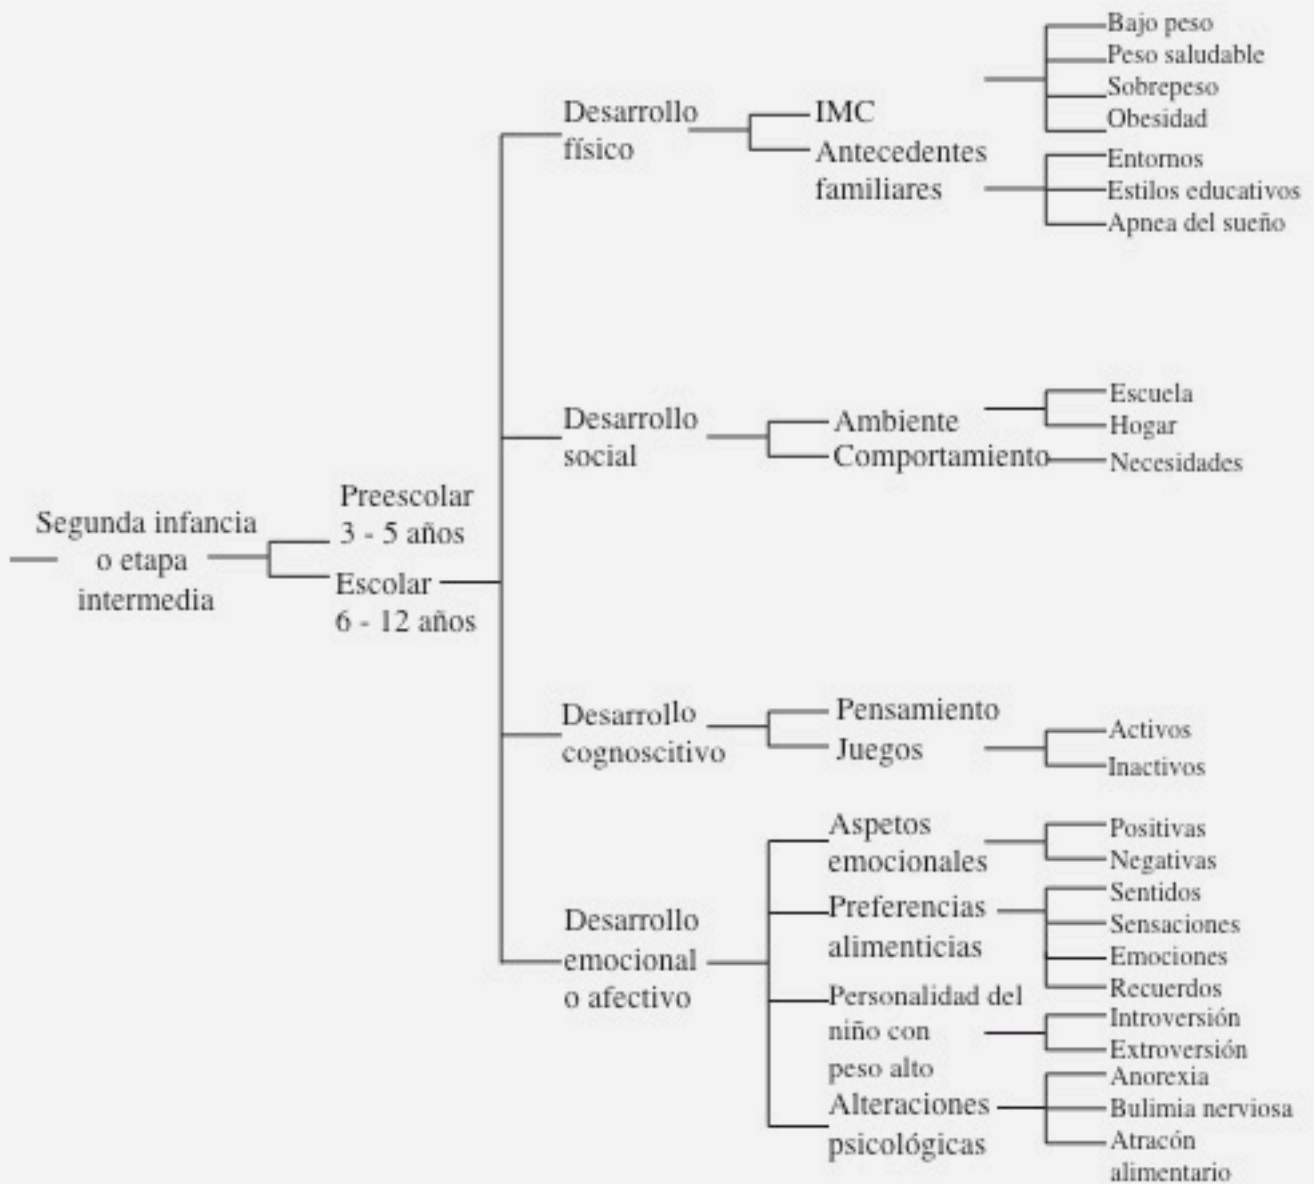 Segunda infancia
o etapa
intermedia
Preescolar
3 - 5 años
Escolar
6 - 12 años
Desarrollo
físico
IMC
Antecedentes
familiares
Bajo peso
Peso saludable
Sobrepeso
Obesidad
Entornos
Estilos educativos
Apnea del sueño
Desarrollo
social
Ambiente
Comportamiento
Escuela
Hogar
Necesidades
Desarrollo
cognoscitivo
Pensamiento
Juegos
Activos
Inactivos
Desarrollo
emocional
o afectivo
Aspetos
emocionales
Positivas
Negativas
Preferencias
alimenticias
Sentidos
Sensaciones
Emociones
Recuerdos
Personalidad del
niño con
peso alto
Introversión
Extroversión
Alteraciones
psicológicas
Anorexia
Bulimia nerviosa
Atracón
alimentario